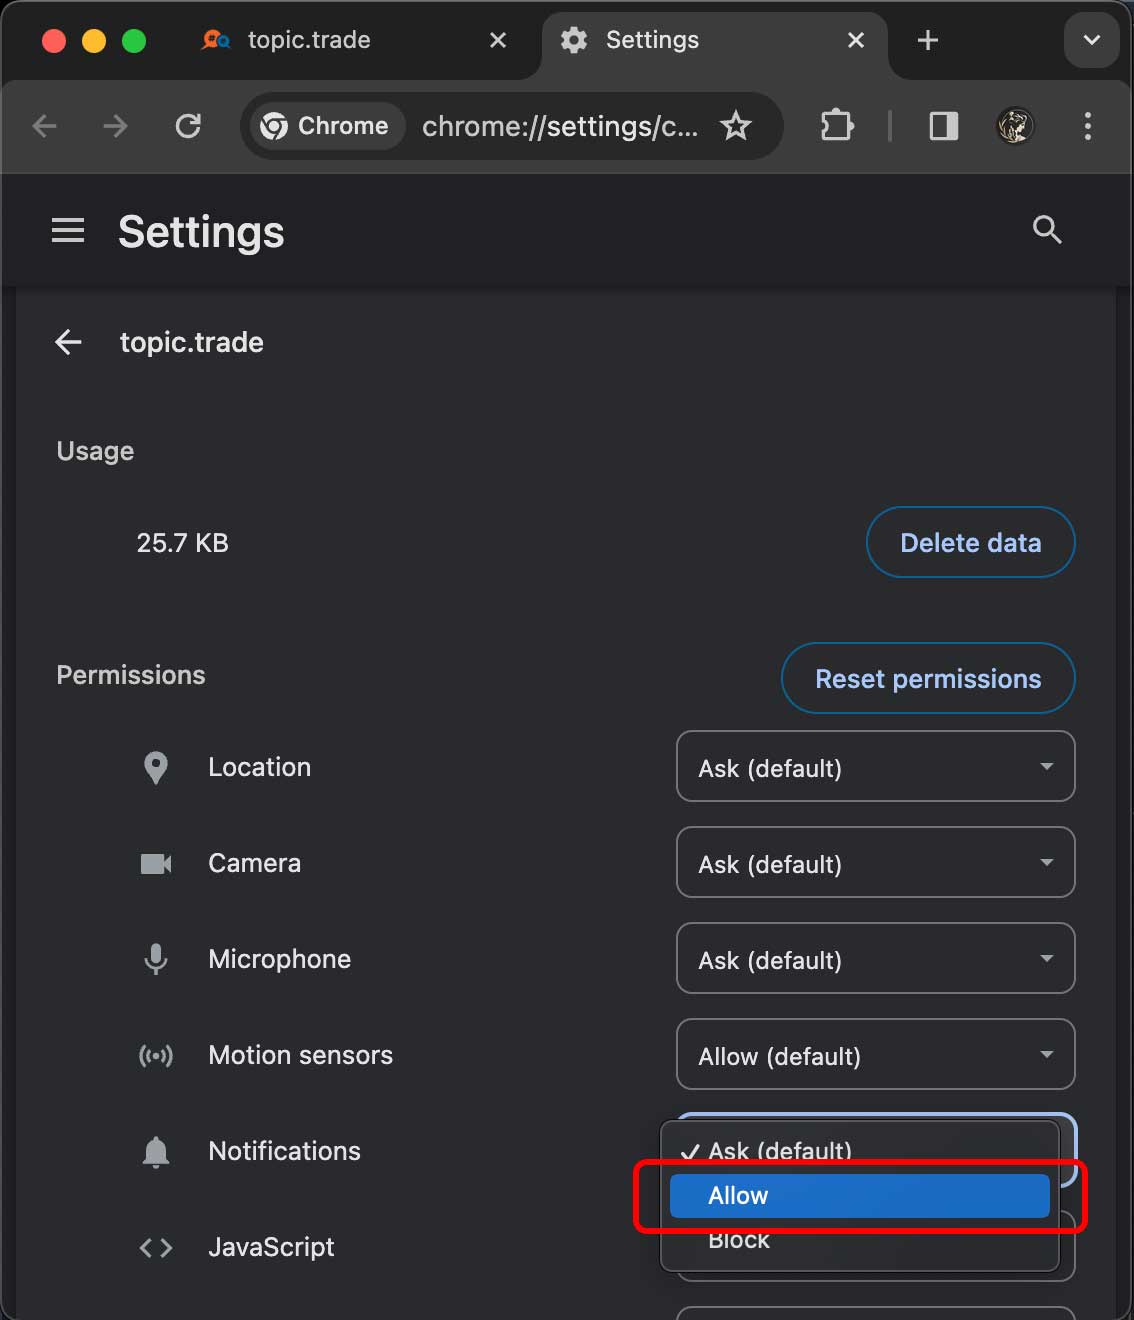 topic.trade
Settings
Chrome chrome://settings/c...
Settings
topic.trade
Usage
25.7 KB Delete data
Permissions Reset permissions
Location Ask (default)
Camera Ask (default)
Microphone Ask (default)
Motion sensors Allow (default)
Notifications ✓ Ask (default)
Allow
JavaScript Block